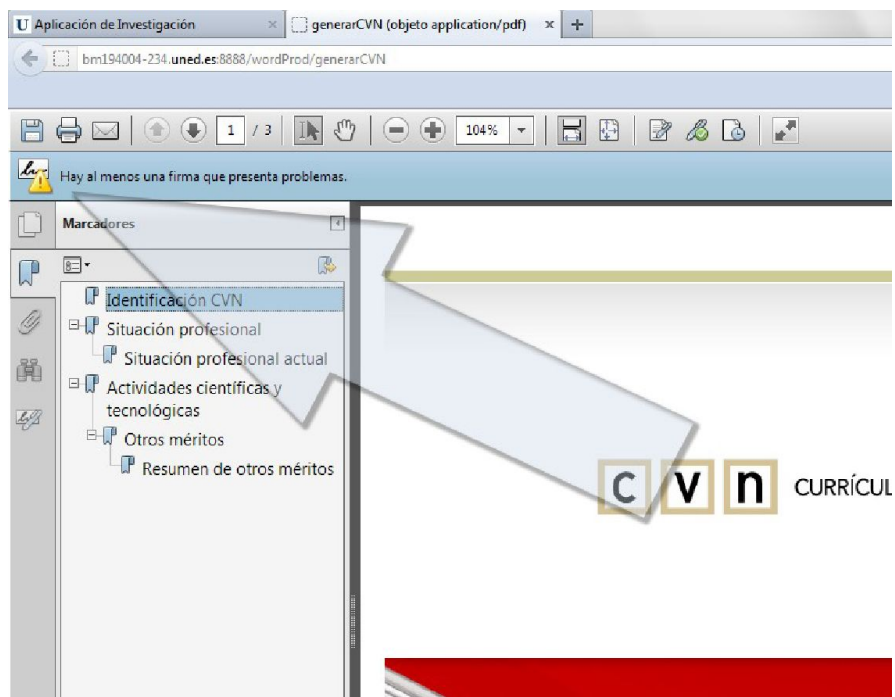 U Aplicación de Investigación
generarCVN (objeto application/pdf)
bm194004-234.uned.es:8888/wordProd/generarCVN
1 / 3
104%
Hay al menos una firma que presenta problemas.
Marcadores
Identificación CVN
Situación profesional
Situación profesional actual
Actividades científicas y
tecnológicas
Otros méritos
Resumen de otros méritos
c v n CURRÍCUL